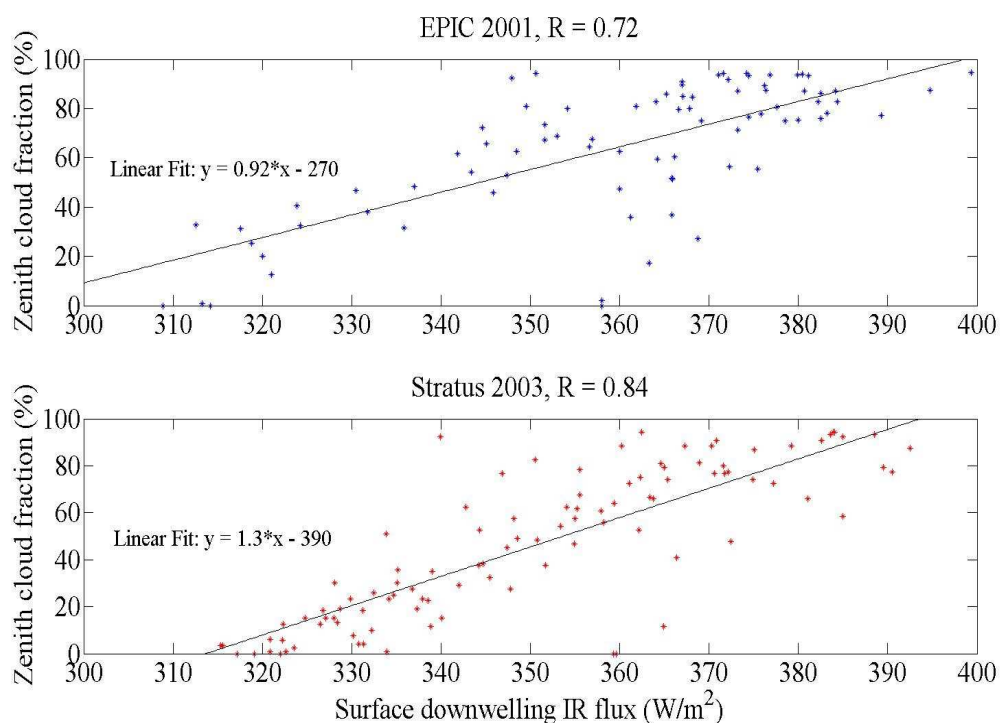 EPIC 2001, R = 0.72
Zenith cloud fraction (%)
100
80
60
40
20
0
Linear Fit: y = 0.92*x - 270
300 310 320 330 340 350 360 370 380 390 400
Stratus 2003, R = 0.84
Zenith cloud fraction (%)
100
80
60
40
20
0
Linear Fit: y = 1.3*x - 390
300 310 320 330 340 350 360 370 380 390 400
Surface downwelling IR flux (W/m²)